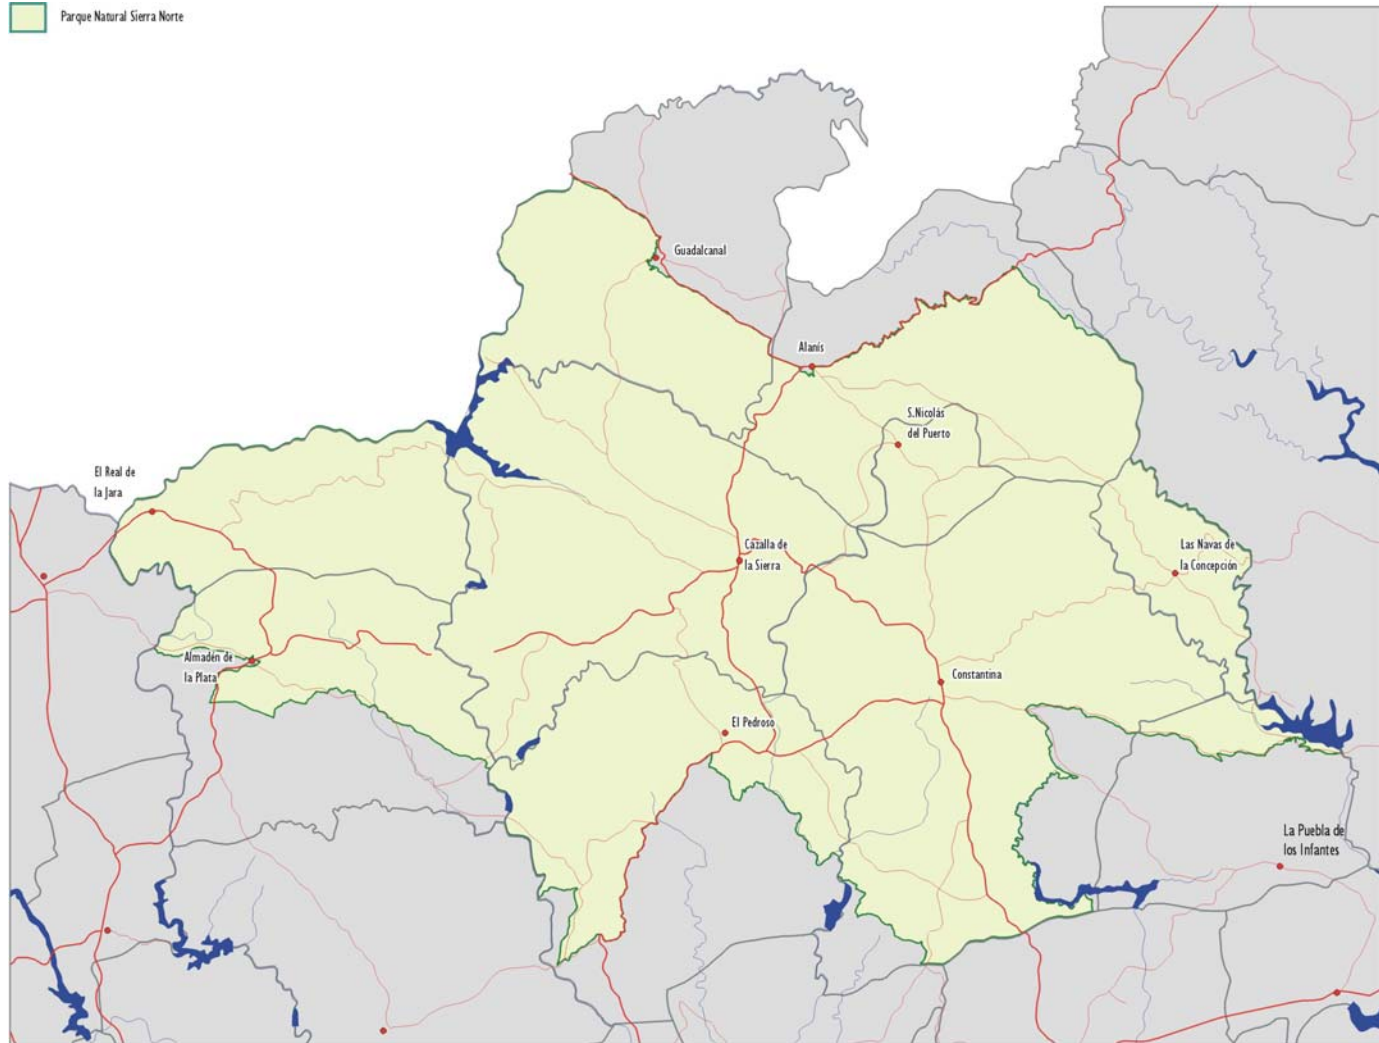 Parque Natural Sierra Norte
Guadalcanal
Alanís
S.Nicolás
del Puerto
El Real de
la Jara
Cazalla de
la Sierra
Las Navas de
la Concepción
Almadén de
la Plata
Constantina
El Pedroso
La Puebla de
los Infantes